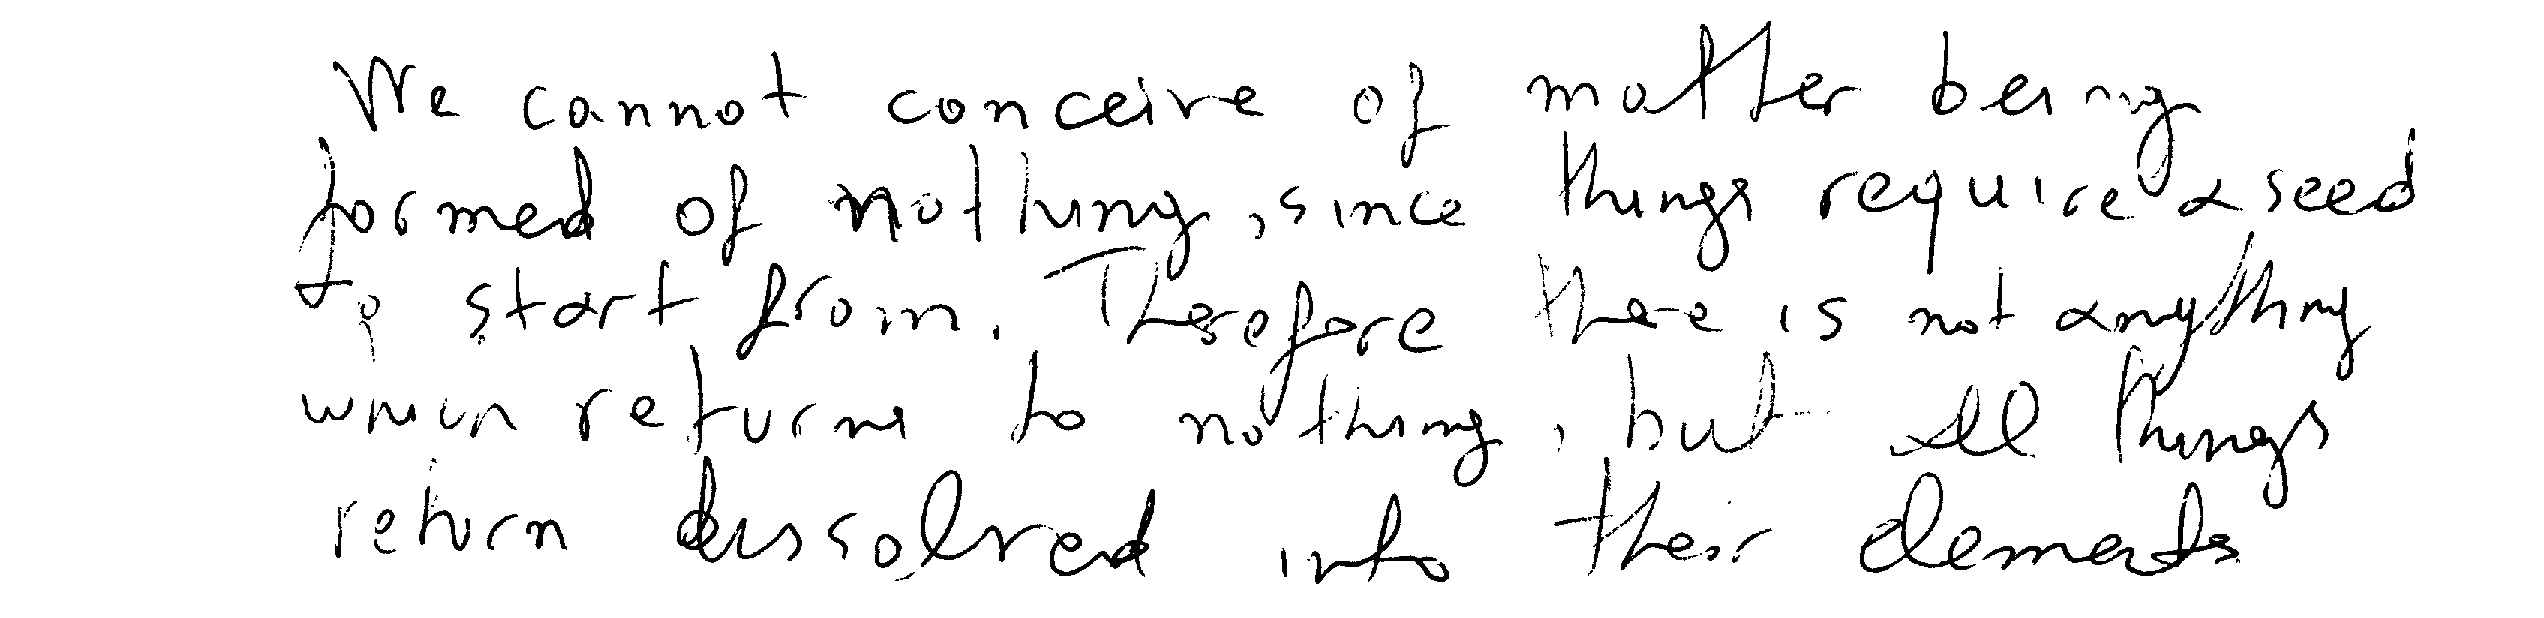 We cannot conceive of matter being
formed of nothing, since things require a seed
to start from. Therefore there is not anything
which returns to nothing, but all things
return dissolved into their elements